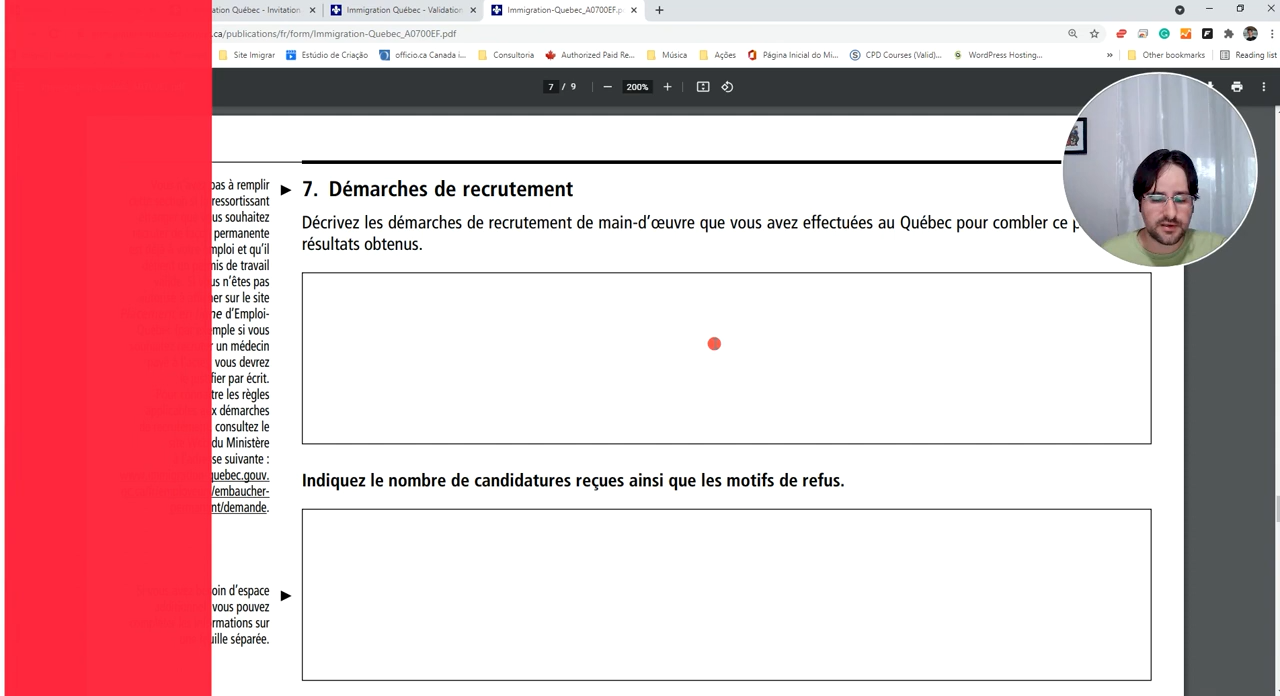 ation Québec - Invitation
Immigration Québec - Validation
Immigration-Quebec_A0700EF.p
.ca/publications/fr/form/Immigration-Quebec_A0700EF.pdf
Site Imigrar
Estúdio de Criação
officio.ca Canada i...
Consultoria
Authorized Paid Re...
Música
Ações
Página Inicial do Mi...
CPD Courses (Valid)...
WordPress Hosting...
»
Other bookmarks
Reading list
7 / 9
200%
7. Démarches de recrutement
Décrivez les démarches de recrutement de main-d’œuvre que vous avez effectuées au Québec pour combler ce p
résultats obtenus.
pas à remplir
ressortissant
us souhaitez
permanente
mploi et qu’il
mis de travail
us n’êtes pas
er sur le site
ne d’Emploi-
mple si vous
un médecin
vous devrez
fier par écrit.
tre les règles
x démarches
consultez le
du Ministère
se suivante :
quebec.gouv.
/embaucher-
nt/demande.
Indiquez le nombre de candidatures reçues ainsi que les motifs de refus.
oin d’espace
vous pouvez
rmations sur
uille séparée.